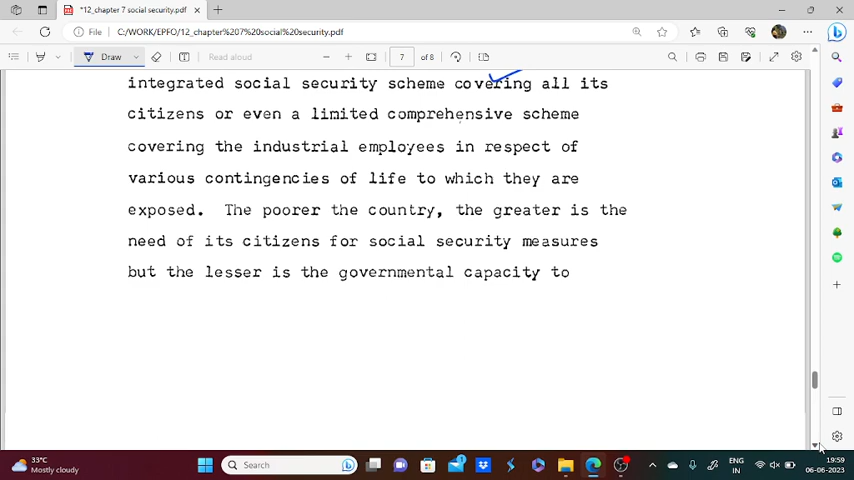 *12_chapter 7 social security.pdf
File C:/WORK/EPFO/12_chapter%207%20social%20security.pdf
Draw Read aloud 7 of 8
integrated social security scheme covering all its
citizens or even a limited comprehensive scheme
covering the industrial employees in respect of
various contingencies of life to which they are
exposed. The poorer the country, the greater is the
need of its citizens for social security measures
but the lesser is the governmental capacity to
33°C
Mostly cloudy
Search
ENG
IN
19:59
06-06-2023